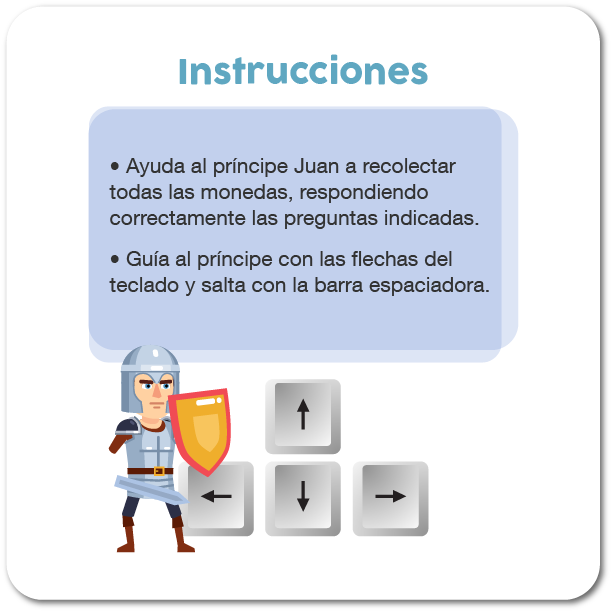 Instrucciones
• Ayuda al príncipe Juan a recolectar
todas las monedas, respondiendo
correctamente las preguntas indicadas.
• Guía al príncipe con las flechas del
teclado y salta con la barra espaciadora.